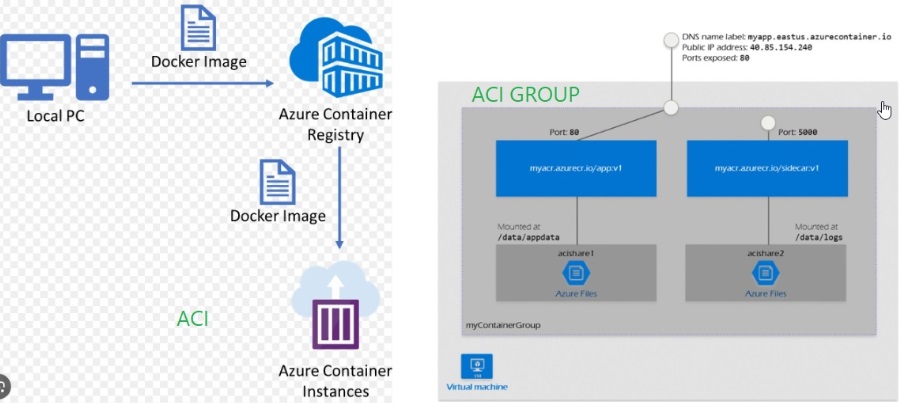 Docker Image
Local PC
Azure Container
Registry
Docker Image
ACI
Azure Container
Instances
DNS name label: myapp.eastus.azurecontainer.io
Public IP address: 40.85.154.240
Ports exposed: 80
ACI GROUP
Port: 80
Port: 5000
myacr.azurecr.io/app:v1
myacr.azurecr.io/sidecar:v1
Mounted at
/data/appdata
Mounted at
/data/logs
acishare1
Azure Files
acishare2
Azure Files
myContainerGroup
Virtual machine